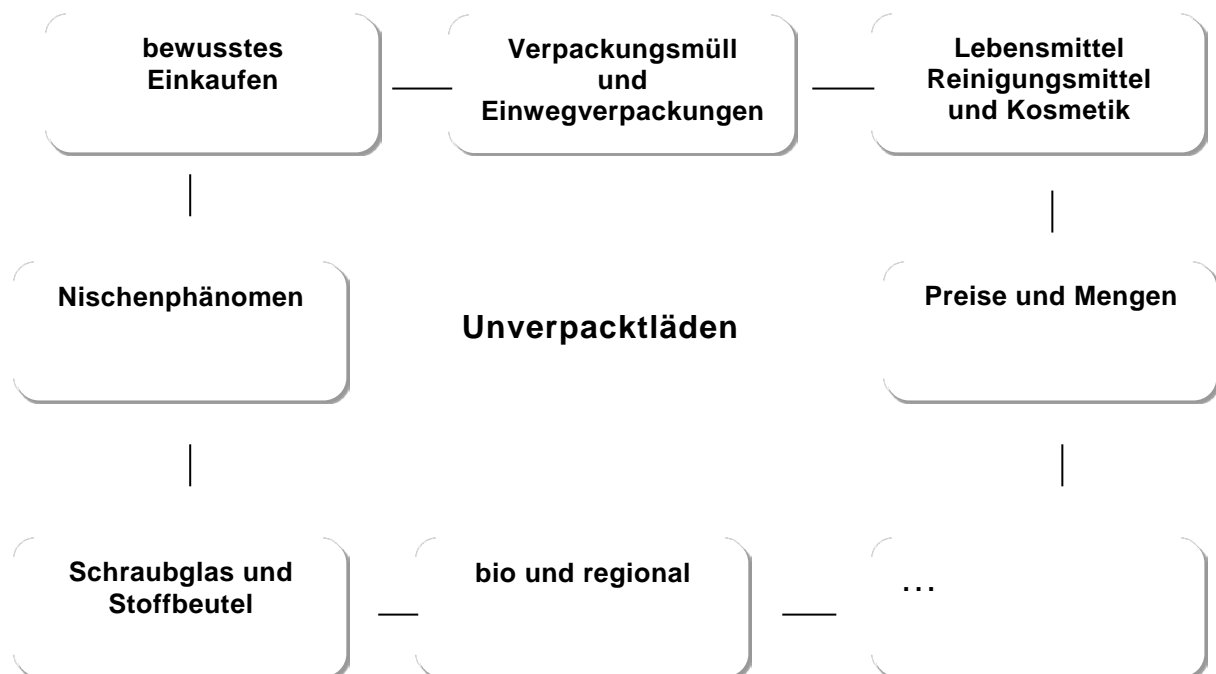 bewusstes
Einkaufen
Verpackungsmüll
und
Einwegverpackungen
Lebensmittel
Reinigungsmittel
und Kosmetik
Nischenphänomen
Unverpacktläden
Preise und Mengen
Schraubglas und
Stoffbeutel
bio und regional
...